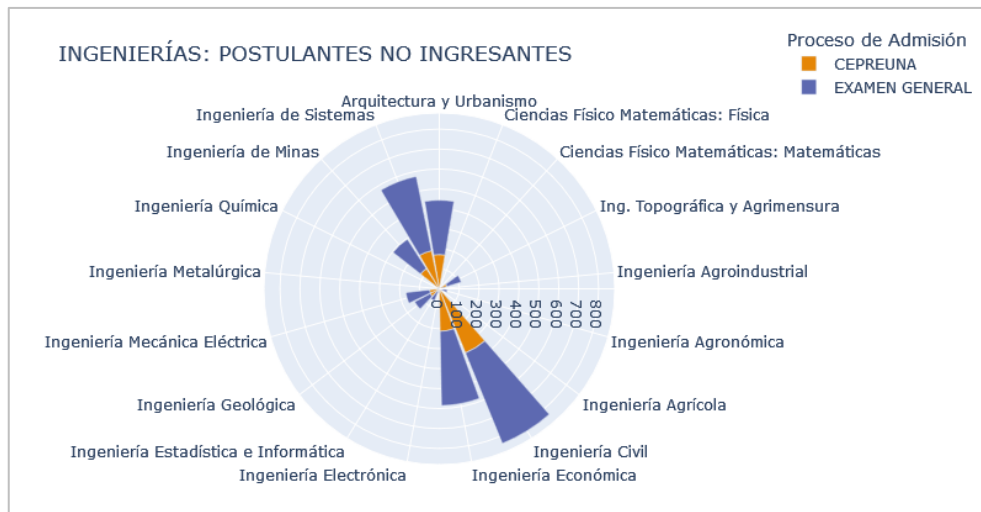 INGENIERÍAS: POSTULANTES NO INGRESANTES
Proceso de Admisión
CEPREUNA
EXAMEN GENERAL
Arquitectura y Urbanismo
Ingeniería de Sistemas
Ciencias Físico Matemáticas: Física
Ingeniería de Minas
Ciencias Físico Matemáticas: Matemáticas
Ingeniería Química
Ing. Topográfica y Agrimensura
Ingeniería Metalúrgica
Ingeniería Agroindustrial
0 100 200 300 400 500 600 700 800
Ingeniería Mecánica Eléctrica
Ingeniería Agronómica
Ingeniería Geológica
Ingeniería Agrícola
Ingeniería Estadística e Informática
Ingeniería Civil
Ingeniería Electrónica
Ingeniería Económica